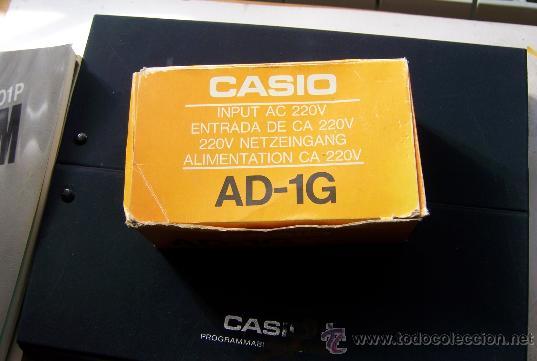 CASIO
INPUT AC 220V
ENTRADA DE CA 220V
220V NETZEINGANG
ALIMENTATION CA-220V
AD-1G
01P
CASIO
www.todocoleccion.net